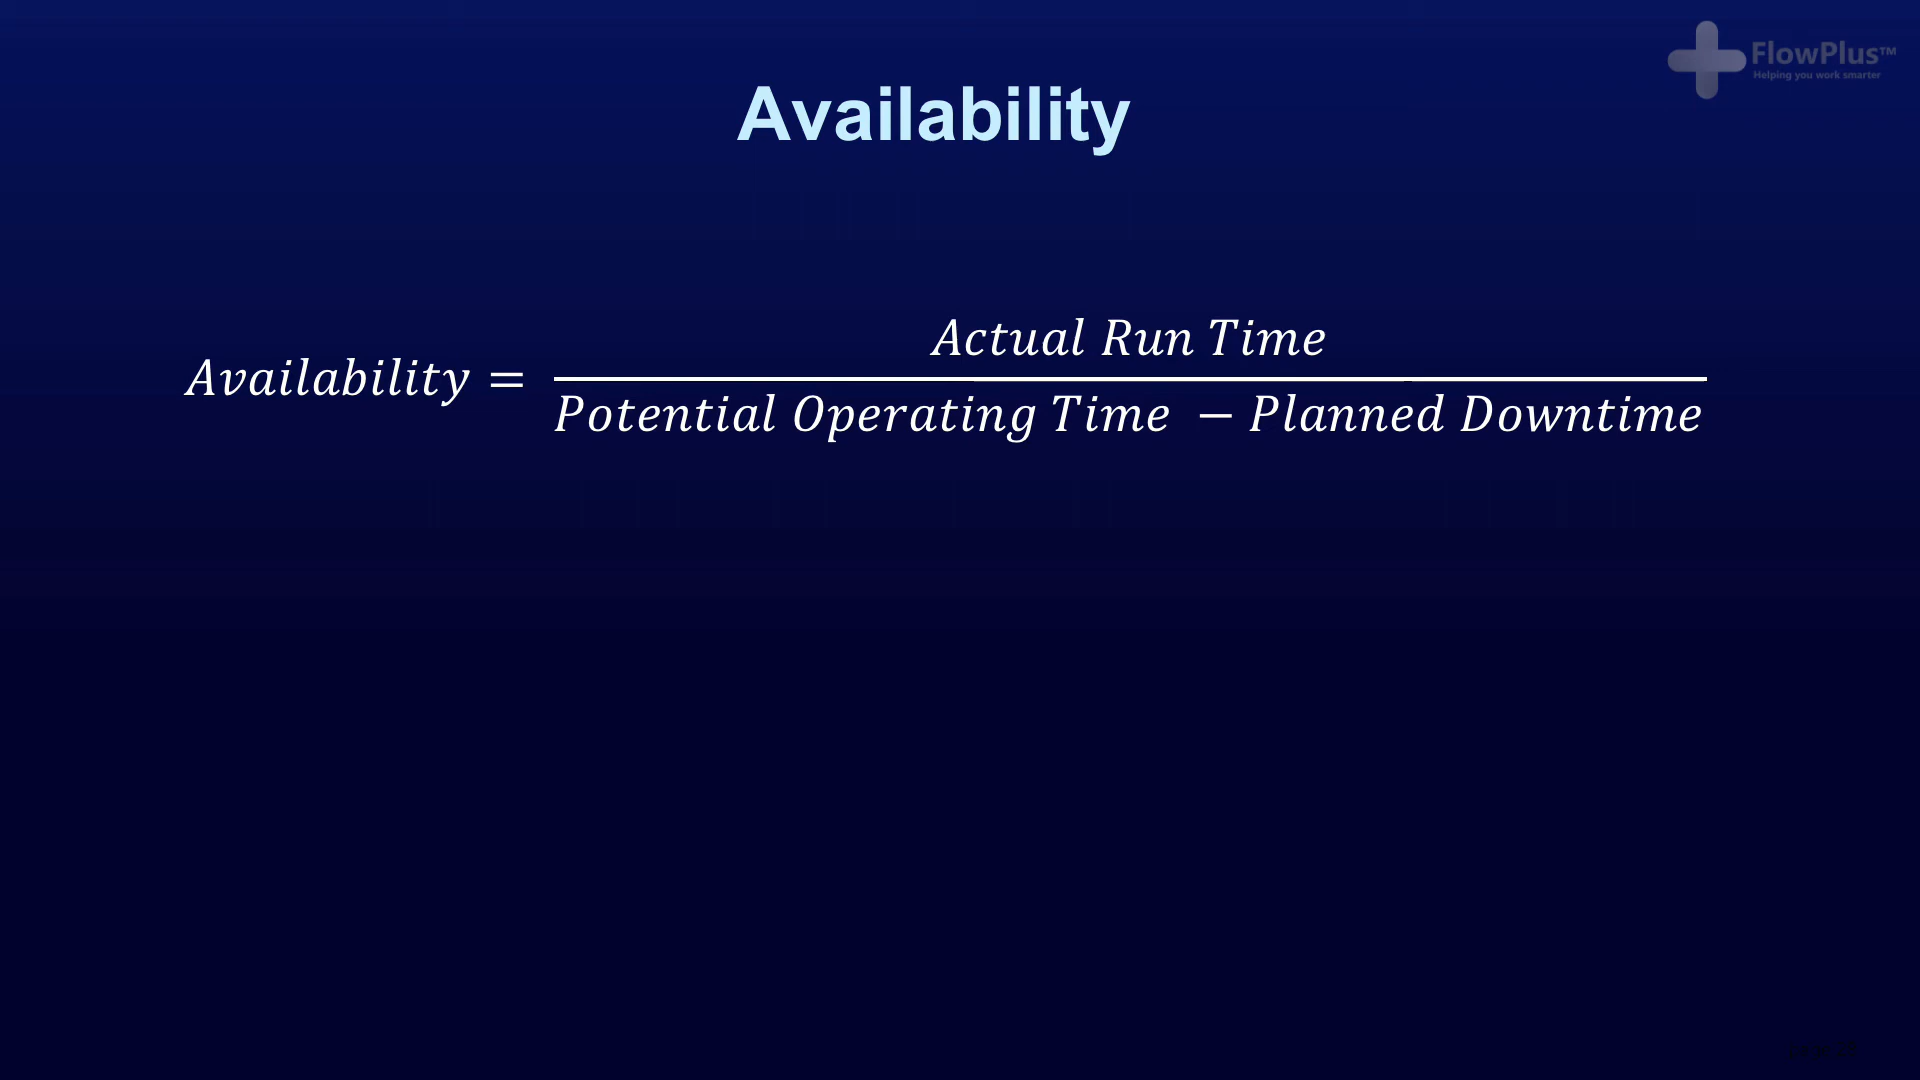 FlowPlus™
Helping you work smarter
Availability
Availability = Actual Run Time / Potential Operating Time − Planned Downtime